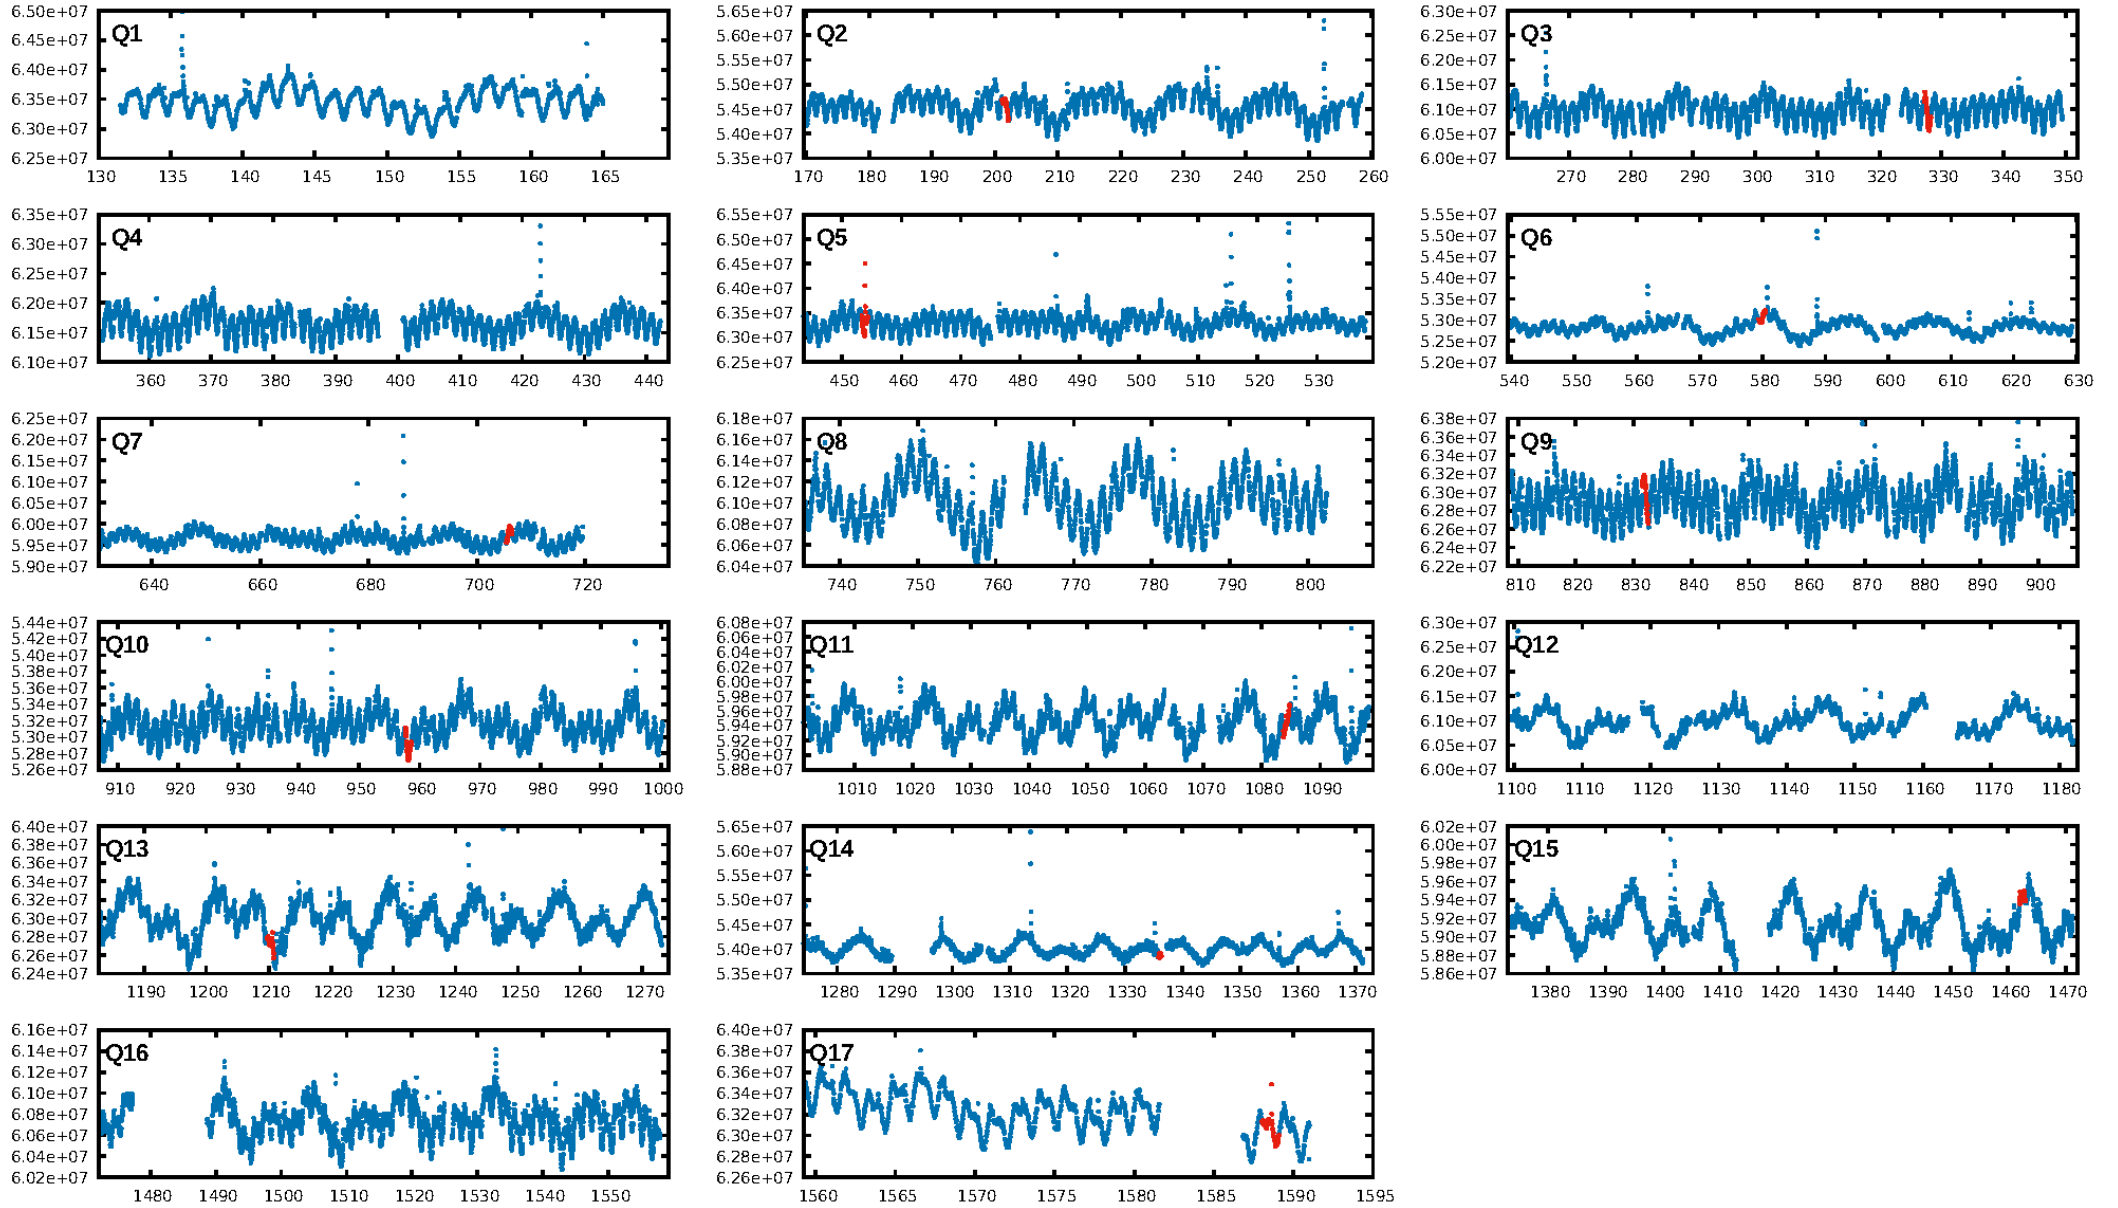 Q1
6.50e+07
6.45e+07
6.40e+07
6.35e+07
6.30e+07
6.25e+07
130 135 140 145 150 155 160 165
Q2
5.65e+07
5.60e+07
5.55e+07
5.50e+07
5.45e+07
5.40e+07
5.35e+07
170 180 190 200 210 220 230 240 250 260
Q3
6.30e+07
6.25e+07
6.20e+07
6.15e+07
6.10e+07
6.05e+07
6.00e+07
270 280 290 300 310 320 330 340 350
Q4
6.35e+07
6.30e+07
6.25e+07
6.20e+07
6.15e+07
6.10e+07
360 370 380 390 400 410 420 430 440
Q5
6.55e+07
6.50e+07
6.45e+07
6.40e+07
6.35e+07
6.30e+07
6.25e+07
450 460 470 480 490 500 510 520 530
Q6
5.55e+07
5.50e+07
5.45e+07
5.40e+07
5.35e+07
5.30e+07
5.25e+07
5.20e+07
540 550 560 570 580 590 600 610 620 630
Q7
6.25e+07
6.20e+07
6.15e+07
6.10e+07
6.05e+07
6.00e+07
5.95e+07
5.90e+07
640 660 680 700 720
Q8
6.18e+07
6.16e+07
6.14e+07
6.12e+07
6.10e+07
6.08e+07
6.06e+07
6.04e+07
740 750 760 770 780 790 800
Q9
6.38e+07
6.36e+07
6.34e+07
6.32e+07
6.30e+07
6.28e+07
6.26e+07
6.24e+07
6.22e+07
810 820 830 840 850 860 870 880 890 900
Q10
5.44e+07
5.42e+07
5.40e+07
5.38e+07
5.36e+07
5.34e+07
5.32e+07
5.30e+07
5.28e+07
5.26e+07
910 920 930 940 950 960 970 980 990 1000
Q11
6.08e+07
6.06e+07
6.04e+07
6.02e+07
6.00e+07
5.98e+07
5.96e+07
5.94e+07
5.92e+07
5.90e+07
5.88e+07
1010 1020 1030 1040 1050 1060 1070 1080 1090
Q12
6.30e+07
6.25e+07
6.20e+07
6.15e+07
6.10e+07
6.05e+07
6.00e+07
1100 1110 1120 1130 1140 1150 1160 1170 1180
Q13
6.40e+07
6.38e+07
6.36e+07
6.34e+07
6.32e+07
6.30e+07
6.28e+07
6.26e+07
6.24e+07
1190 1200 1210 1220 1230 1240 1250 1260 1270
Q14
5.65e+07
5.60e+07
5.55e+07
5.50e+07
5.45e+07
5.40e+07
5.35e+07
1280 1290 1300 1310 1320 1330 1340 1350 1360 1370
Q15
6.02e+07
6.00e+07
5.98e+07
5.96e+07
5.94e+07
5.92e+07
5.90e+07
5.88e+07
5.86e+07
1380 1390 1400 1410 1420 1430 1440 1450 1460 1470
Q16
6.16e+07
6.14e+07
6.12e+07
6.10e+07
6.08e+07
6.06e+07
6.04e+07
6.02e+07
1480 1490 1500 1510 1520 1530 1540 1550
Q17
6.40e+07
6.38e+07
6.36e+07
6.34e+07
6.32e+07
6.30e+07
6.28e+07
6.26e+07
1560 1565 1570 1575 1580 1585 1590 1595